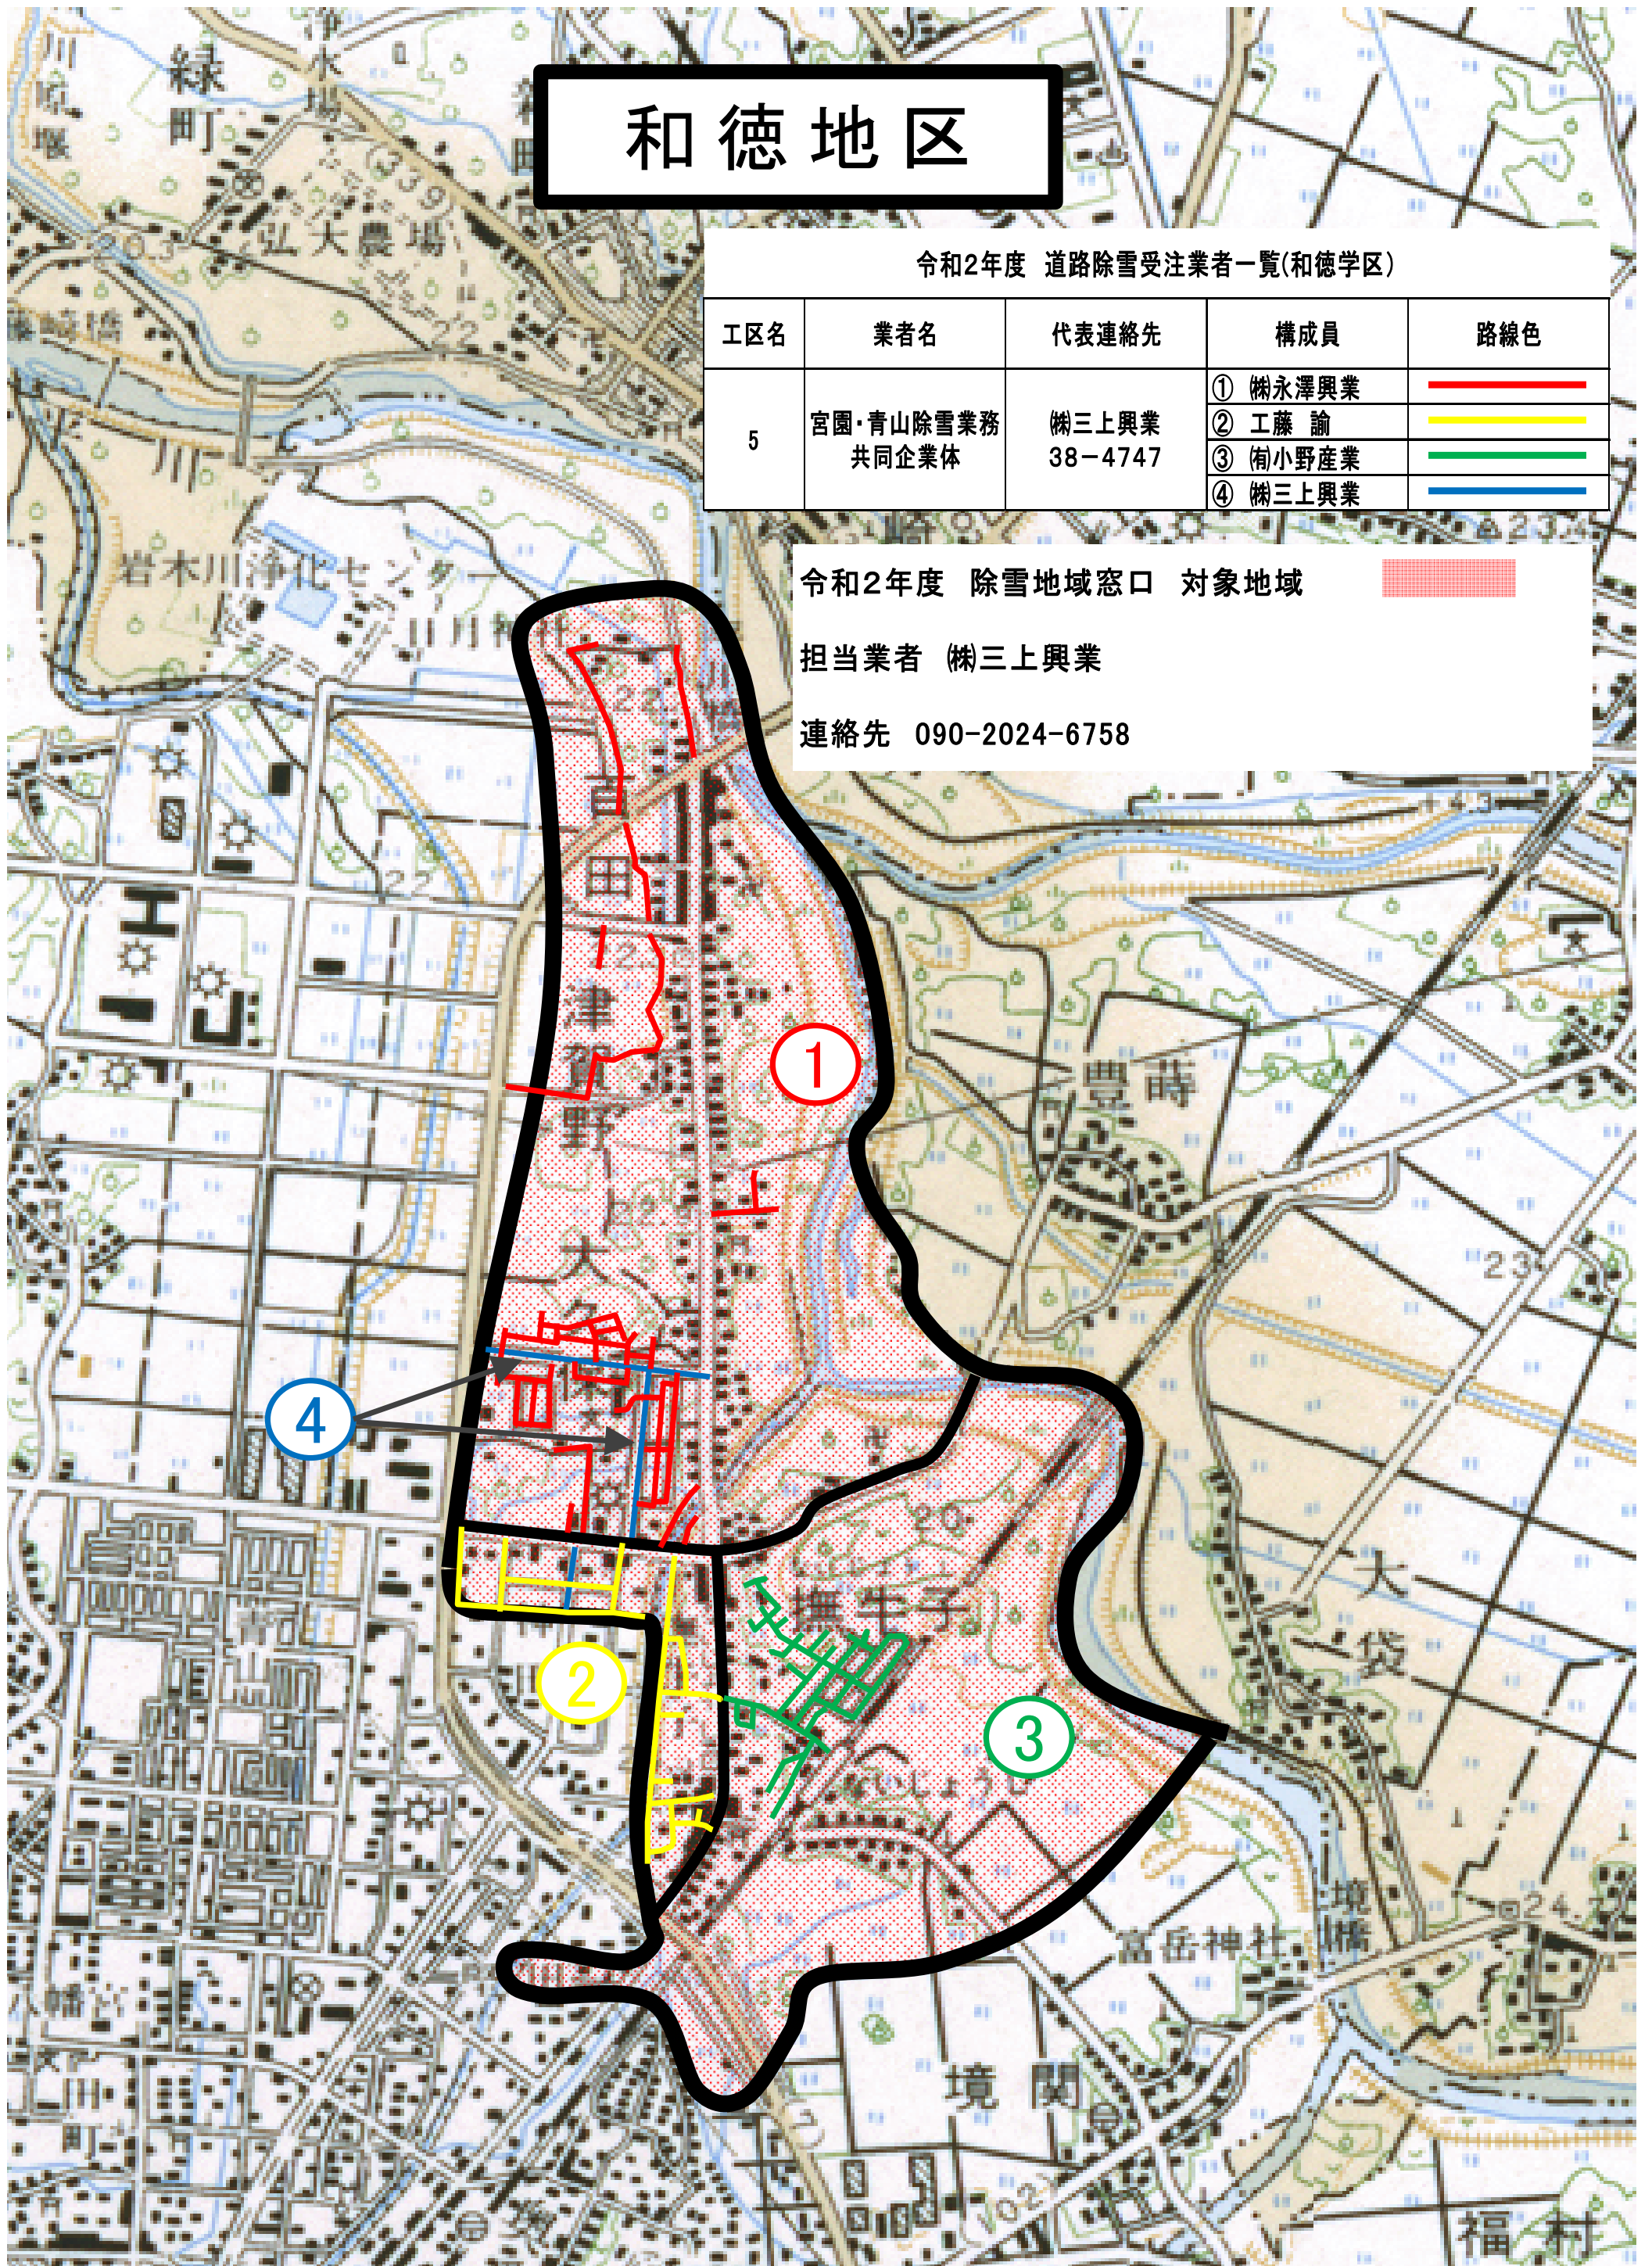 和徳地区
令和2年度 道路除雪受注業者一覧(和徳学区)
工区名 業者名 代表連絡先 構成員 路線色
5 宮園・青山除雪業務共同企業体 ㈱三上興業 38-4747
① ㈱永澤興業
② 工藤 諭
③ ㈲小野産業
④ ㈱三上興業
令和2年度 除雪地域窓口 対象地域
担当業者 ㈱三上興業
連絡先 090-2024-6758
緑町
弘大農場
岩木川浄化センター
津賀野
豊蒔
撫牛子
大袋
富岳神社
境関
福村
22
22
20
23
1
2
3
4